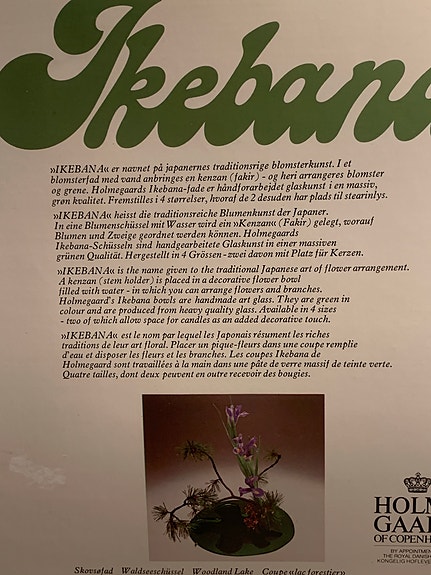 Ikebana
»IKEBANA« er navnet på japanernes traditionsrige blomsterkunst. I et
blomsterfad med vand anbringes en kenzan (fakir) - og heri arrangeres blomster
og grene. Holmegaards Ikebana-fade er håndforarbejdet glaskunst i en massiv,
grøn kvalitet. Fremstilles i 4 størrelser, hvoraf de 2 desuden har plads til stearinlys.
»IKEBANA« heisst die traditionsreiche Blumenkunst der Japaner.
In eine Blumenschüssel mit Wasser wird ein »Kenzan« (Fakir) gelegt, worauf
Blumen und Zweige geordnet werden können. Holmegaards
Ikebana-Schüsseln sind handgearbeitete Glaskunst in einer massiven
grünen Qualität. Hergestellt in 4 Grössen - zwei davon mit Platz für Kerzen.
»IKEBANA« is the name given to the traditional Japanese art of flower arrangement.
A kenzan (stem holder) is placed in a decorative flower bowl
filled with water - in which you can arrange flowers and branches.
Holmegaard's Ikebana bowls are handmade art glass. They are green in
colour and are produced from heavy quality glass. Available in 4 sizes
- two of which allow space for candles as an added decorative touch.
»IKEBANA« est le nom par lequel les Japonais résument les riches
traditions de leur art floral. Placer un pique-fleurs dans une coupe remplie
d'eau et disposer les fleurs et les branches. Les coupes Ikebana de
Holmegaard sont travaillées à la main dans une pâte de verre massif de teinte verte.
Quatre tailles, dont deux peuvent en outre recevoir des bougies.
HOLM
GAAR
OF COPENH
BY APPOINTMEN
THE ROYAL DANISH
KONGELIG HOFLEVE
Skovsøfad Waldseeschüssel Woodland Lake Coupe «lac forestier»